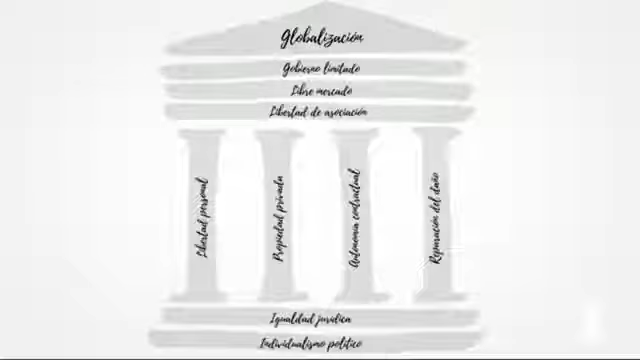 Globalización
Gobierno limitado
Libre mercado
Libertad de asociación
Libertad personal
Propiedad privada
Autonomía contractual
Reparación del daño
Igualdad jurídica
Individualismo político